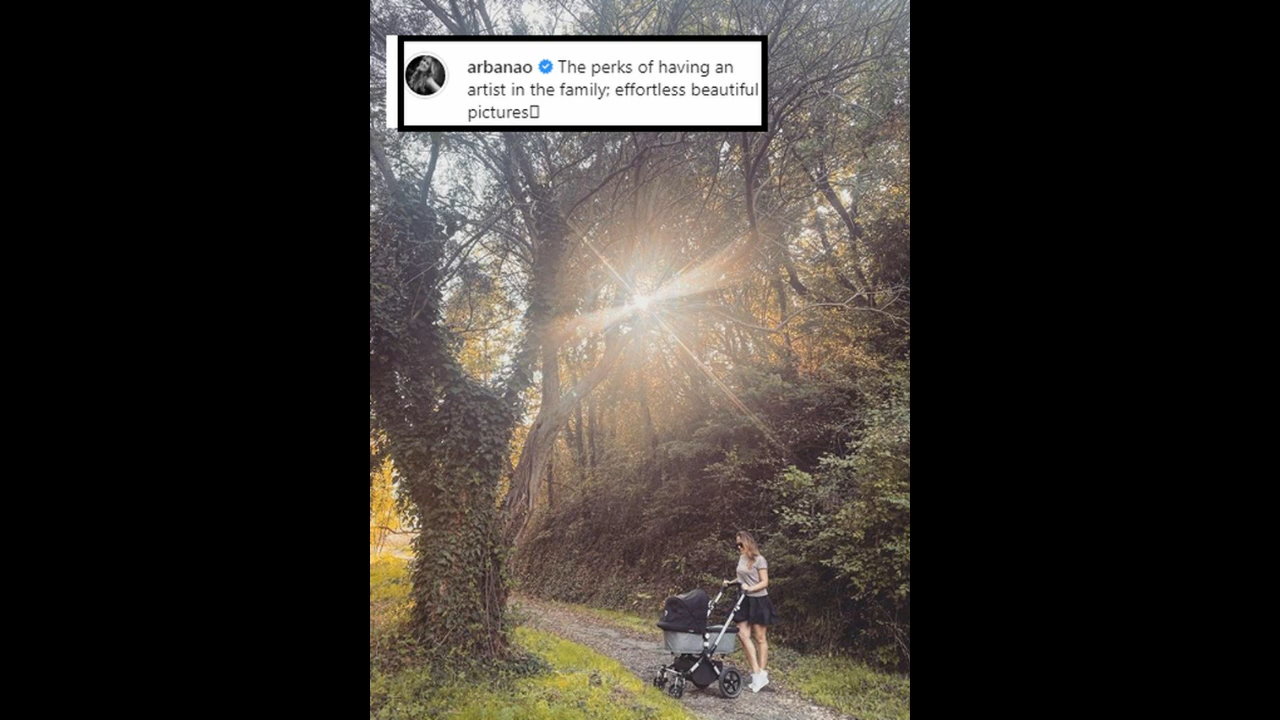 arbanao The perks of having an
artist in the family; effortless beautiful
pictures